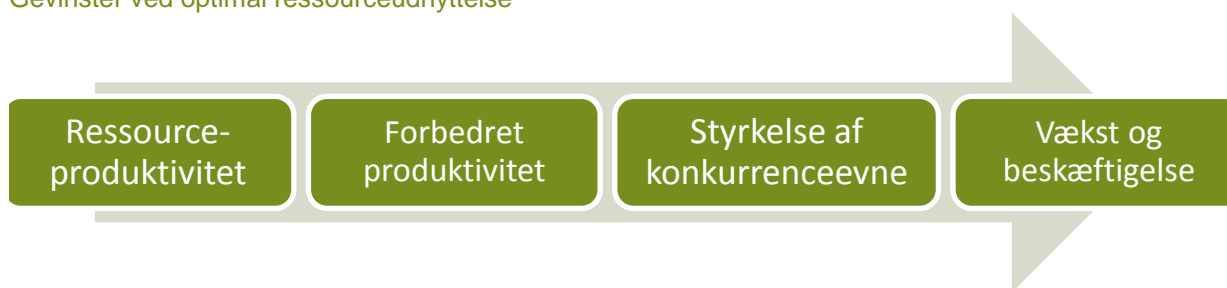 Gevinster ved optimal ressourceudnyttelse
Ressource-
produktivitet
Forbedret
produktivitet
Styrkelse af
konkurrenceevne
Vækst og
beskæftigelse